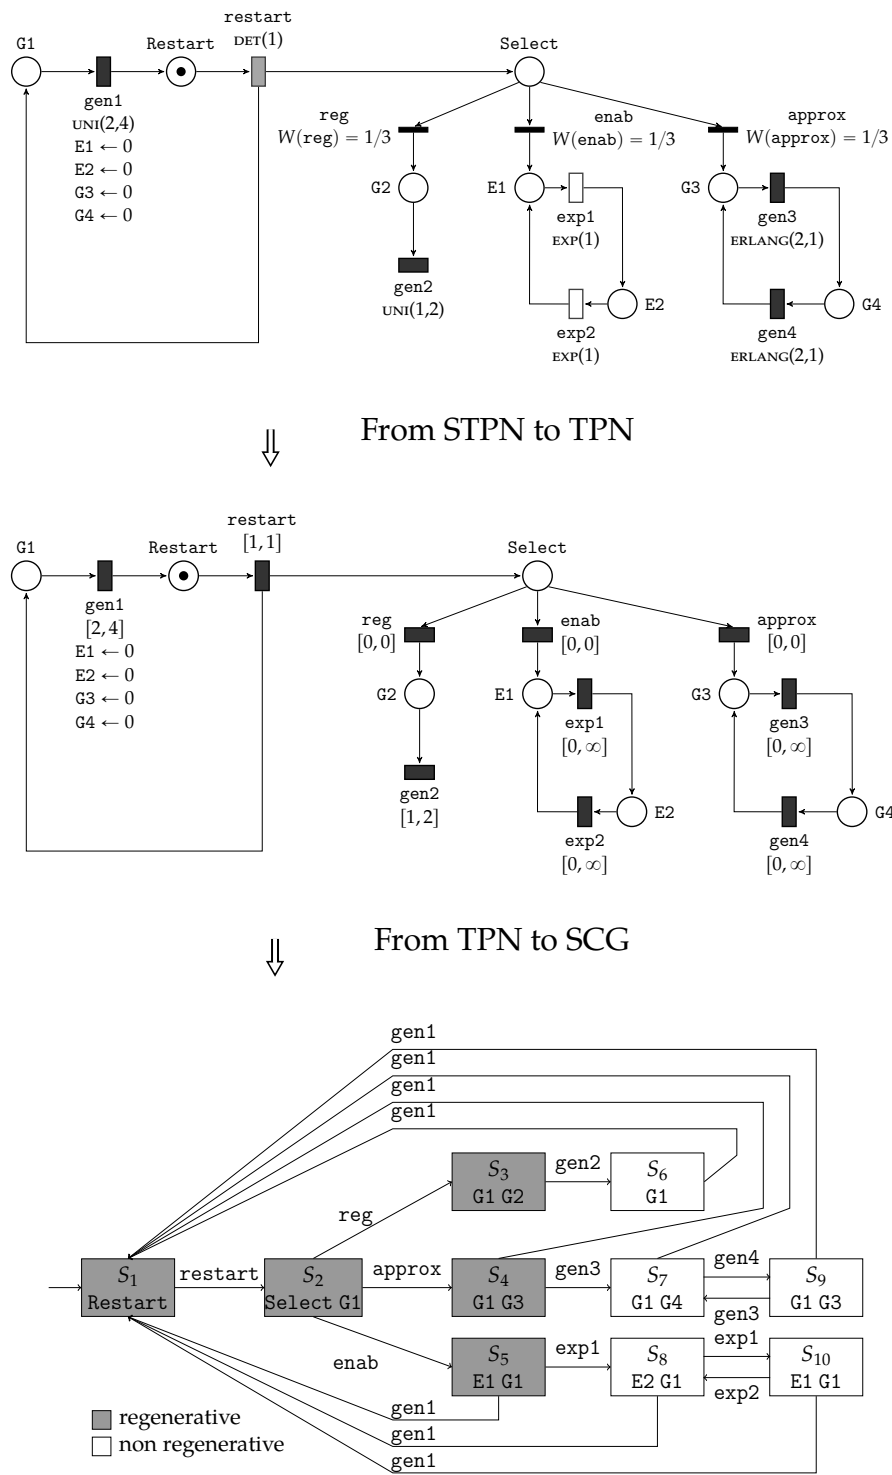 restart
DET(1)
G1
Restart
Select
gen1
UNI(2,4)
E1 ← 0
E2 ← 0
G3 ← 0
G4 ← 0
reg
W(reg) = 1/3
enab
W(enab) = 1/3
approx
W(approx) = 1/3
G2
E1
G3
exp1
EXP(1)
gen3
ERLANG(2,1)
gen2
UNI(1,2)
E2
G4
exp2
EXP(1)
gen4
ERLANG(2,1)
⇓ From STPN to TPN
restart
[1, 1]
G1
Restart
Select
gen1
[2, 4]
E1 ← 0
E2 ← 0
G3 ← 0
G4 ← 0
reg
[0, 0]
enab
[0, 0]
approx
[0, 0]
G2
E1
G3
exp1
[0, ∞]
gen3
[0, ∞]
gen2
[1, 2]
E2
G4
exp2
[0, ∞]
gen4
[0, ∞]
⇓ From TPN to SCG
gen1
gen1
gen1
gen1
S3
G1 G2
gen2
S6
G1
reg
S1
Restart
restart
S2
Select G1
approx
S4
G1 G3
gen3
S7
G1 G4
gen4
gen3
S9
G1 G3
enab
S5
E1 G1
exp1
S8
E2 G1
exp1
exp2
S10
E1 G1
gen1
gen1
gen1
regenerative
non regenerative